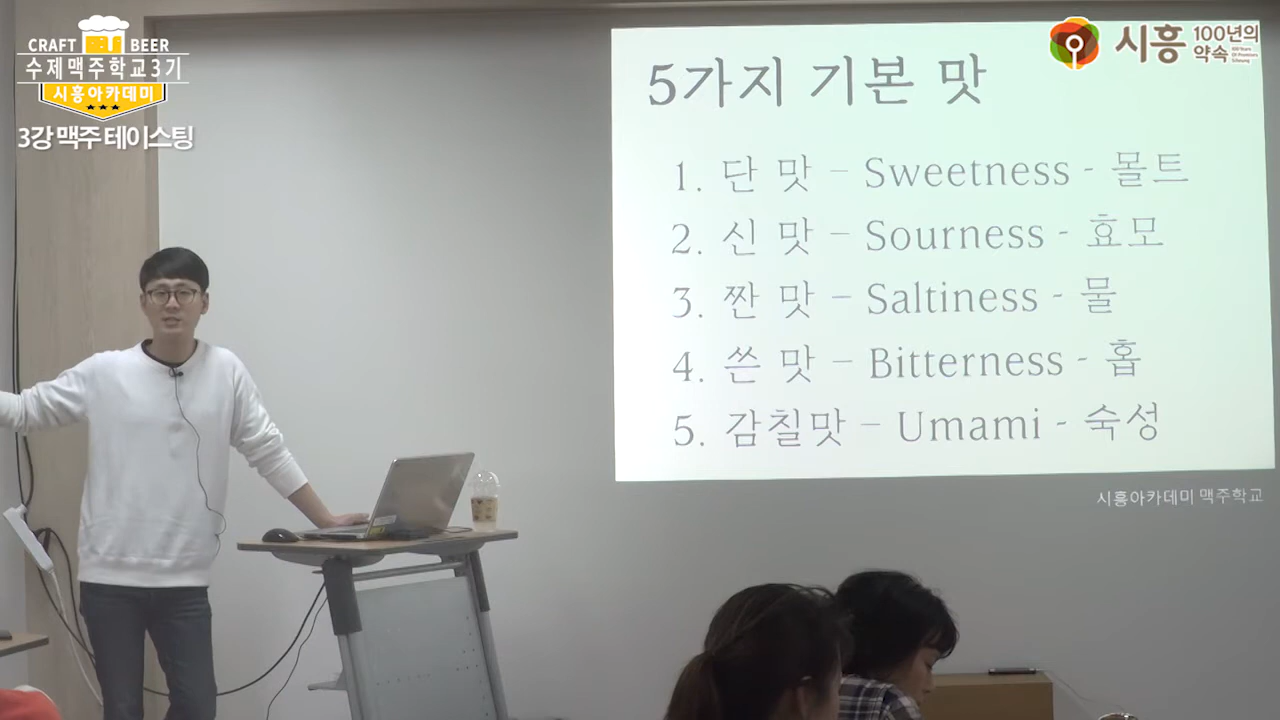 CRAFT BEER
수제맥주학교3기
시흥아카데미
3강 맥주 테이스팅
시흥 100년의 약속
5가지 기본 맛
1. 단 맛 – Sweetness - 몰트
2. 신 맛 – Sourness - 효모
3. 짠 맛 – Saltiness - 물
4. 쓴 맛 – Bitterness - 홉
5. 감칠맛 – Umami - 숙성
시흥아카데미 맥주학교